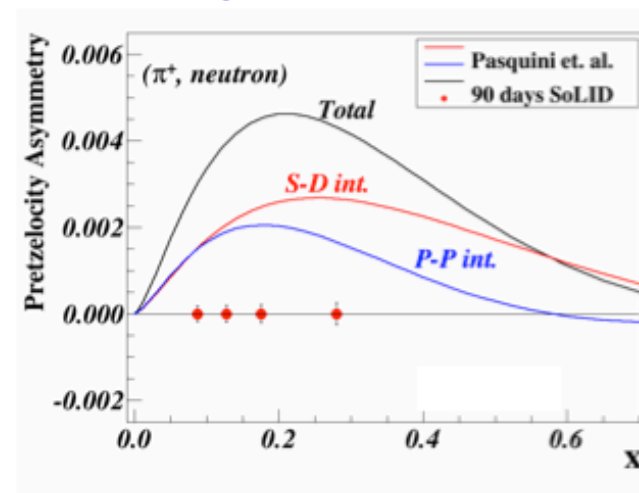 Pretzelocity Asymmetry
0.006
0.004
0.002
0.000
-0.002
(π+, neutron)
Pasquini et. al.
90 days SoLID
Total
S-D int.
P-P int.
0.0
0.2
0.4
0.6
x